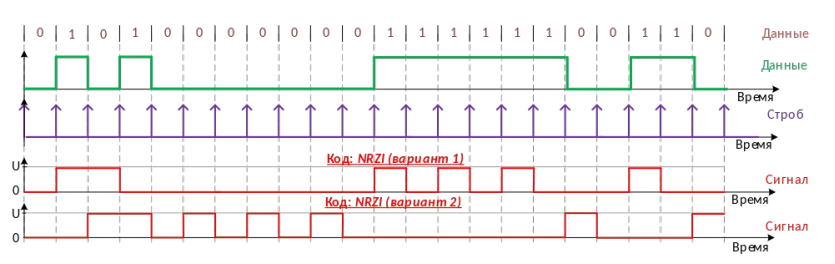 0 1 0 1 0 0 0 0 0 0 0 1 1 1 1 1 1 0 0 1 1 0 Данные
Данные
Время
Строб
Время
Код: NRZI (вариант 1)
U
0
Сигнал
Время
Код: NRZI (вариант 2)
U
0
Сигнал
Время